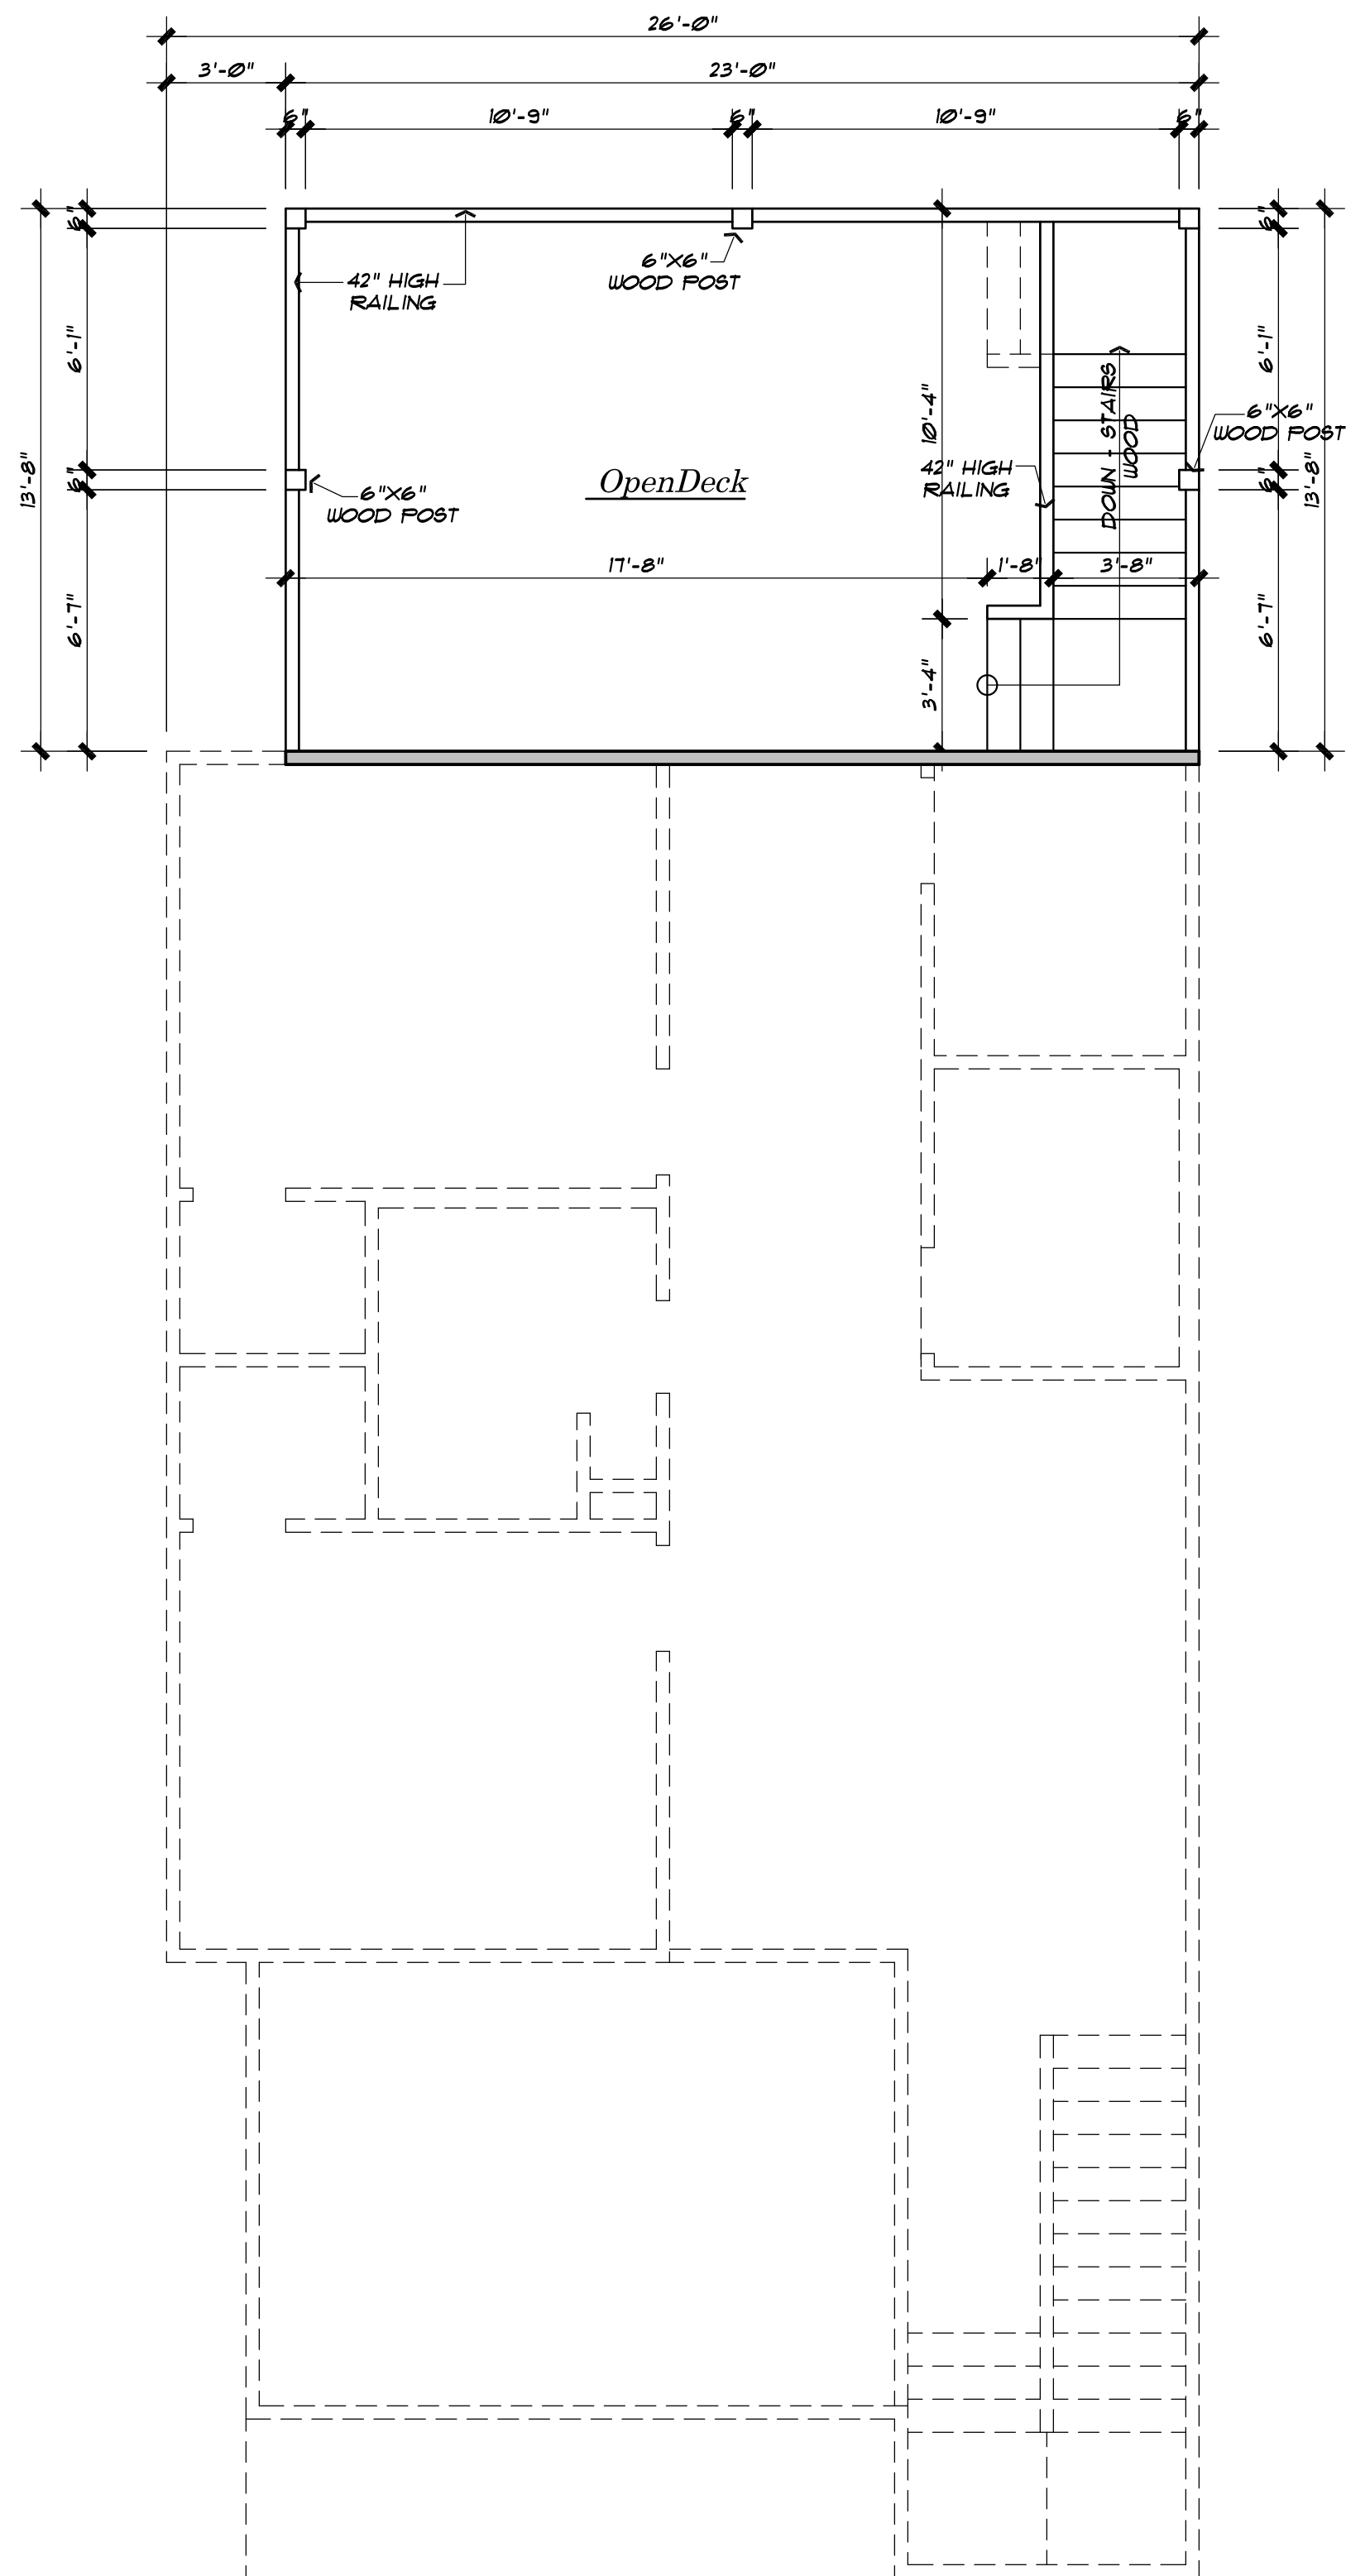 26'-0"
3'-0"
23'-0"
6"
10'-9"
6"
10'-9"
6"
6"
6"
6"X6"
WOOD POST
42" HIGH
RAILING
6'-1"
6'-1"
10'-4"
DOWN - STAIRS
WOOD
6"X6"
WOOD POST
13'-8"
6"
42" HIGH
RAILING
OpenDeck
6"X6"
WOOD POST
6"
13'-8"
17'-8"
1'-8"
3'-8"
6'-7"
6'-7"
3'-4"